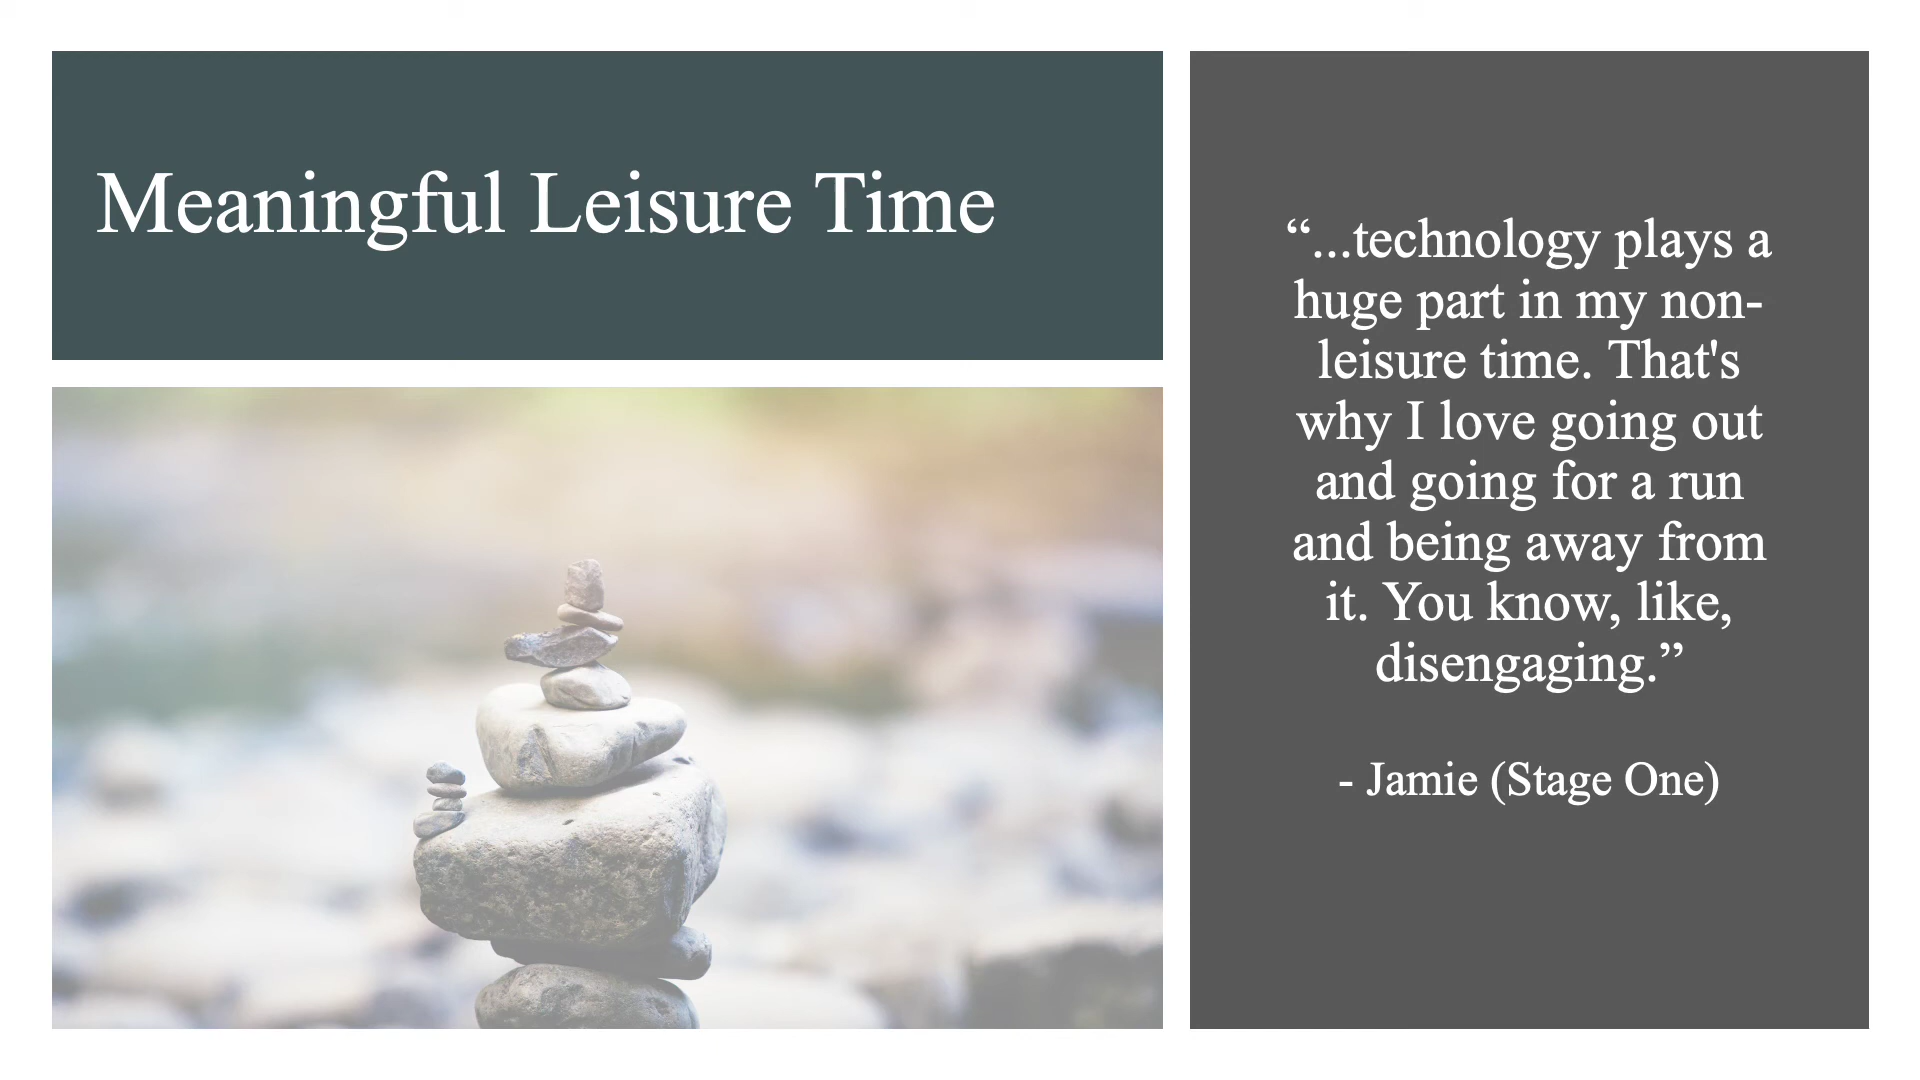 Meaningful Leisure Time
“...technology plays a
huge part in my non-
leisure time. That's
why I love going out
and going for a run
and being away from
it. You know, like,
disengaging.”
- Jamie (Stage One)